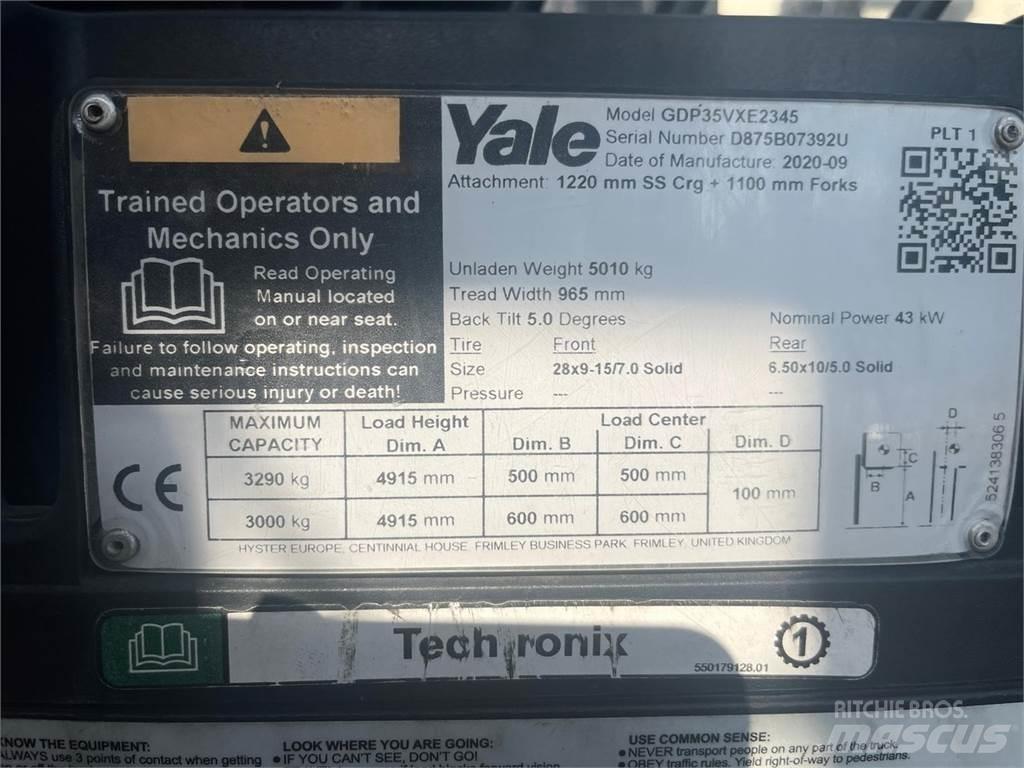 Trained Operators and
Mechanics Only
Read Operating
Manual located
on or near seat.
Failure to follow operating, inspection
and maintenance instructions can
cause serious injury or death!
Yale
Model GDP35VXE2345
Serial Number D875B07392U
Date of Manufacture 2020-09
Attachment 1220 mm SS Crg + 1100 mm Forks
PLT 1
Unladen Weight 5010 kg
Tread Width 965 mm
Back Tilt 5.0 Degrees
Nominal Power 43 kW
Tire Front Rear
Size 28x9-15/7.0 Solid 6.50x10/5.0 Solid
Pressure --- ---
MAXIMUM CAPACITY Load Height Dim. A Load Center Dim. B Dim. C Dim. D
3290 kg 4915 mm 500 mm 500 mm 100 mm
3000 kg 4915 mm 600 mm 600 mm
CE
D
C
B
A
524138306 5
HYSTER EUROPE, CENTINNIAL HOUSE, FRIMLEY BUSINESS PARK, FRIMLEY, UNITED KINGDOM
Techtronix
550179128.01
1
KNOW THE EQUIPMENT:
ALWAYS use 3 points of contact when getting
LOOK WHERE YOU ARE GOING:
• IF YOU CAN'T SEE, DON'T GO!
USE COMMON SENSE:
• NEVER transport people on any part of the truck.
• OBEY traffic rules. Yield right-of-way to pedestrians.
RITCHIE BROS.
mascus